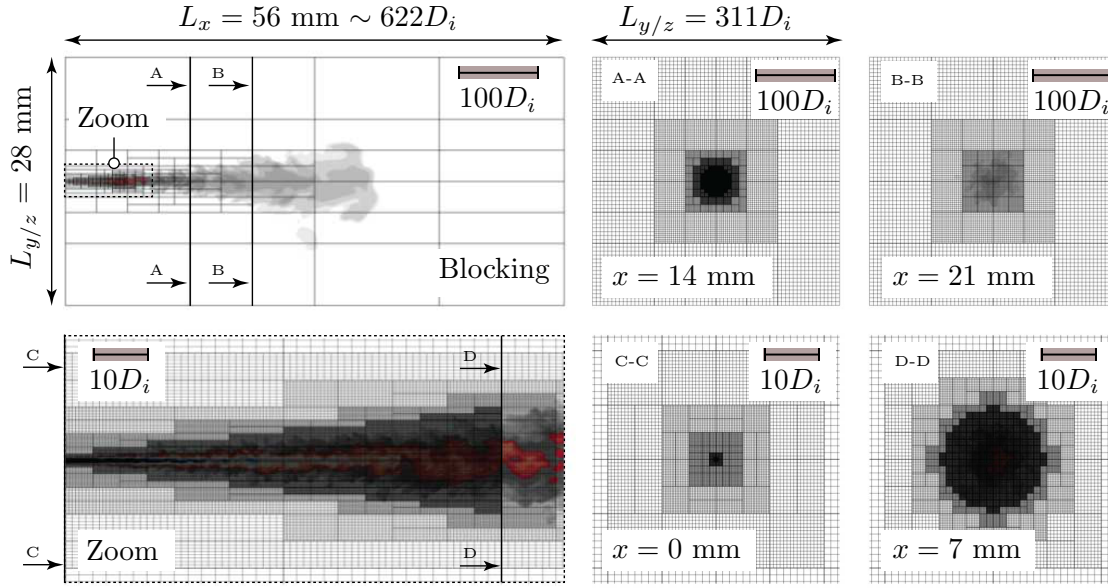 L_x = 56 mm ∼ 622D_i
L_{y/z} = 311D_i
L_{y/z} = 28 mm
A
B
100D_i
Zoom
A
B
Blocking
A-A
100D_i
x = 14 mm
B-B
100D_i
x = 21 mm
C
10D_i
D
C
Zoom
D
C-C
10D_i
x = 0 mm
D-D
10D_i
x = 7 mm